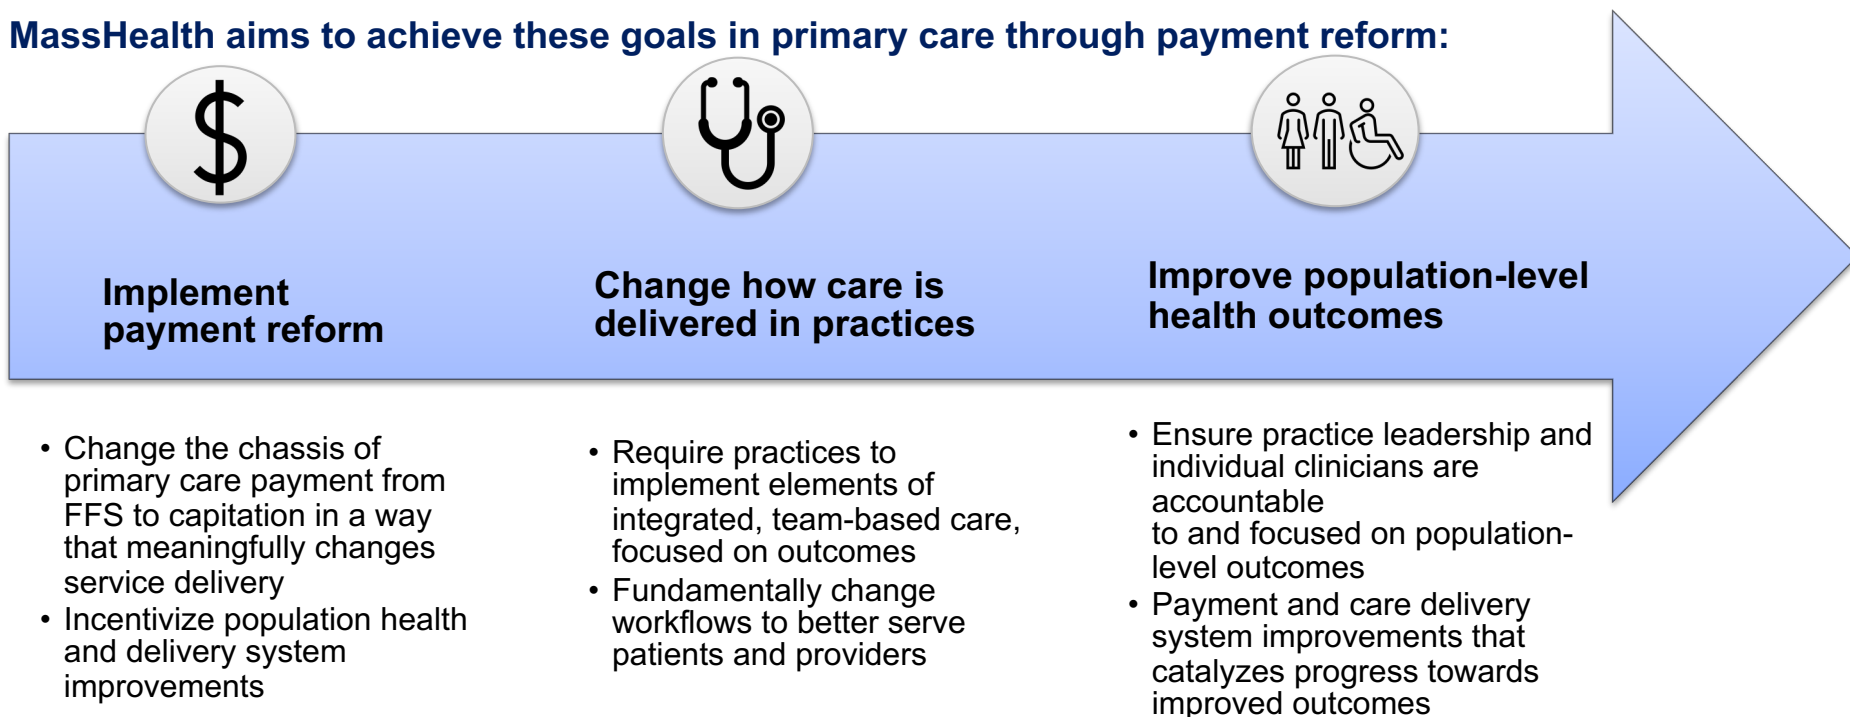 MassHealth aims to achieve these goals in primary care through payment reform:
Implement
payment reform
• Change the chassis of
primary care payment from
FFS to capitation in a way
that meaningfully changes
service delivery
• Incentivize population health
and delivery system
improvements
Change how care is
delivered in practices
• Require practices to
implement elements of
integrated, team-based care,
focused on outcomes
• Fundamentally change
workflows to better serve
patients and providers
Improve population-level
health outcomes
• Ensure practice leadership and
individual clinicians are
accountable
to and focused on population-
level outcomes
• Payment and care delivery
system improvements that
catalyzes progress towards
improved outcomes